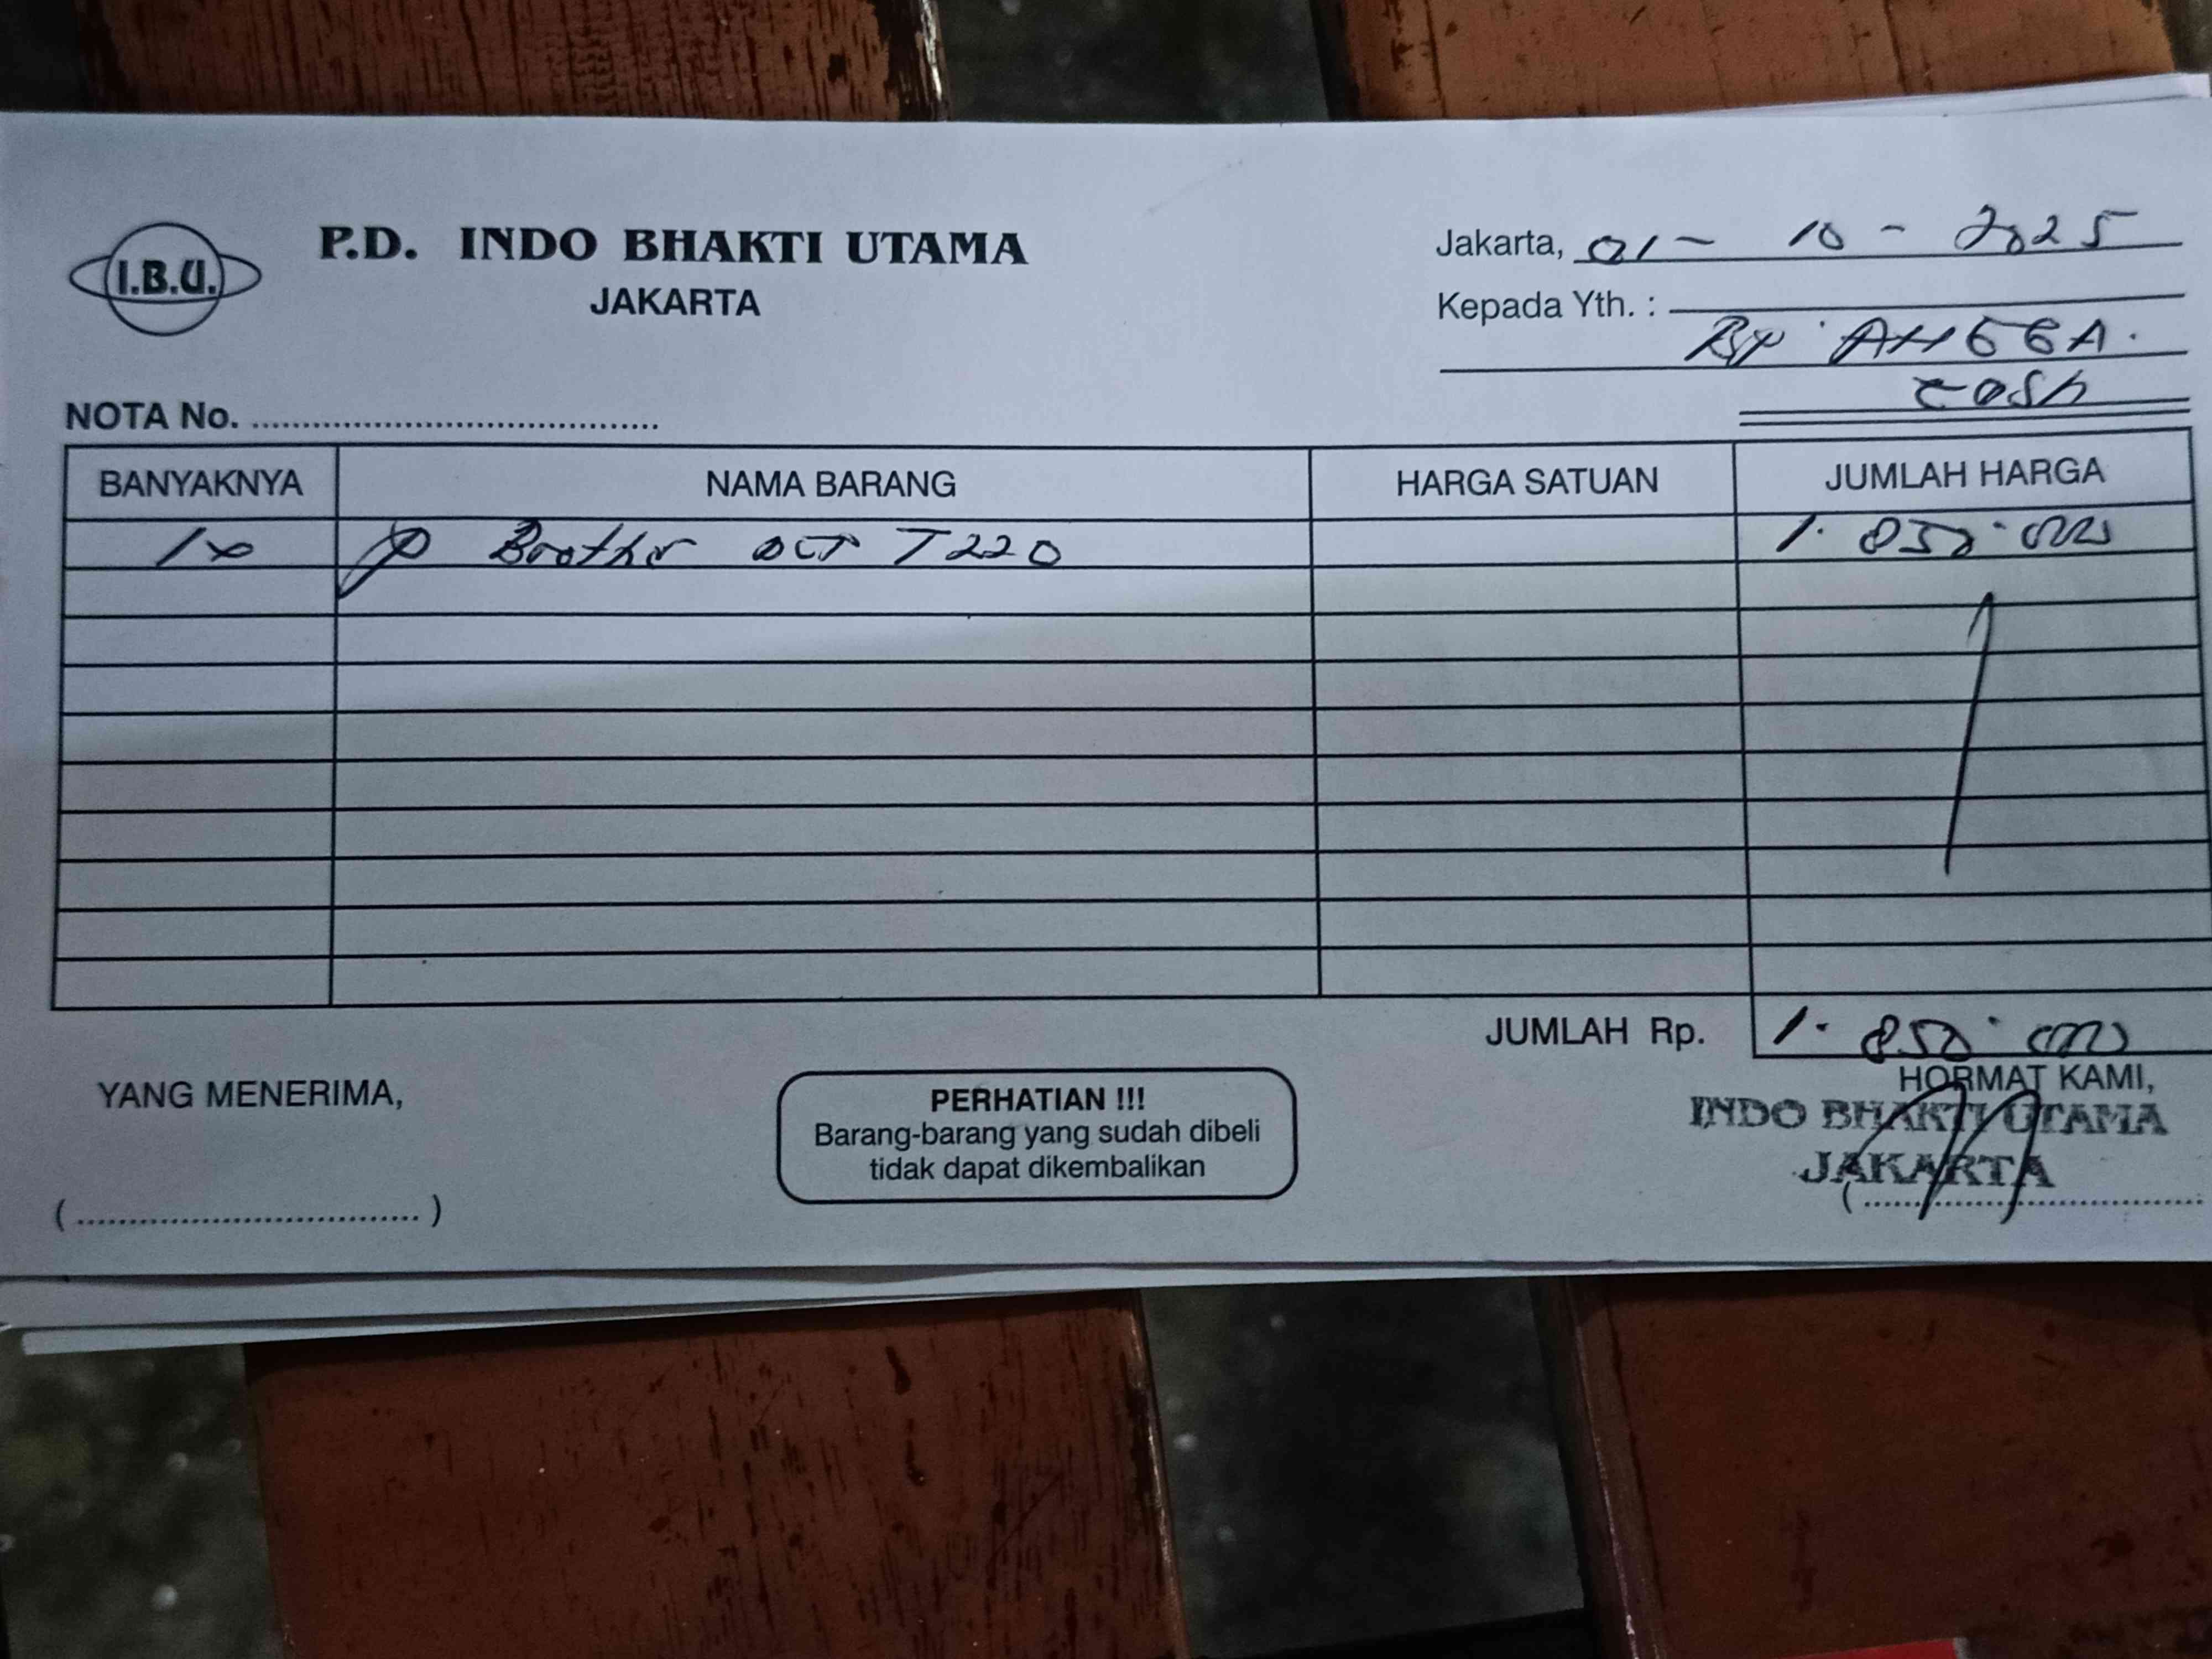 I.B.U.
P.D. INDO BHAKTI UTAMA
JAKARTA
Jakarta, 01 - 10 - 2025
Kepada Yth. :
cash
NOTA No.
BANYAKNYA NAMA BARANG HARGA SATUAN JUMLAH HARGA
1x Brother DCP T220 1.850.000
JUMLAH Rp. 1.850.000
YANG MENERIMA,
PERHATIAN !!!
Barang-barang yang sudah dibeli
tidak dapat dikembalikan
HORMAT KAMI,
INDO BHAKTI UTAMA
JAKARTA